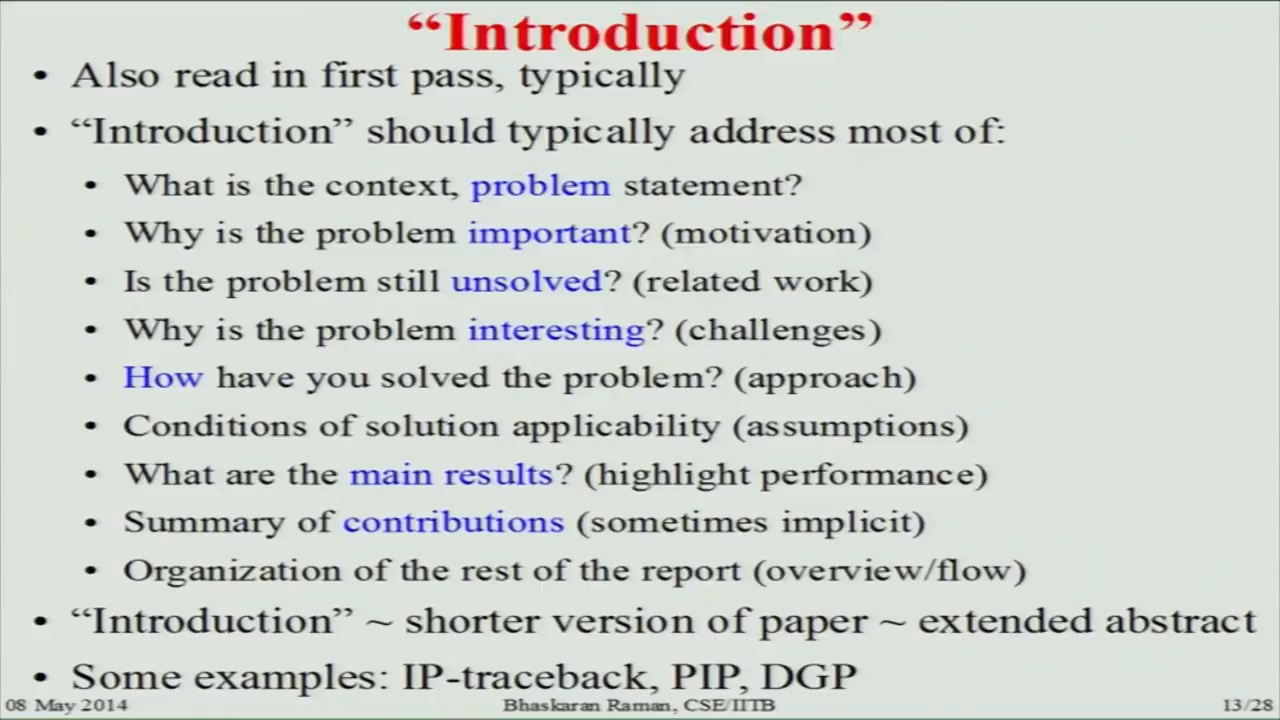 “Introduction”
• Also read in first pass, typically
• “Introduction” should typically address most of:
• What is the context, problem statement?
• Why is the problem important? (motivation)
• Is the problem still unsolved? (related work)
• Why is the problem interesting? (challenges)
• How have you solved the problem? (approach)
• Conditions of solution applicability (assumptions)
• What are the main results? (highlight performance)
• Summary of contributions (sometimes implicit)
• Organization of the rest of the report (overview/flow)
• “Introduction” ~ shorter version of paper ~ extended abstract
• Some examples: IP-traceback, PIP, DGP
08 May 2014 Bhaskaran Raman, CSE/IITB 13/28